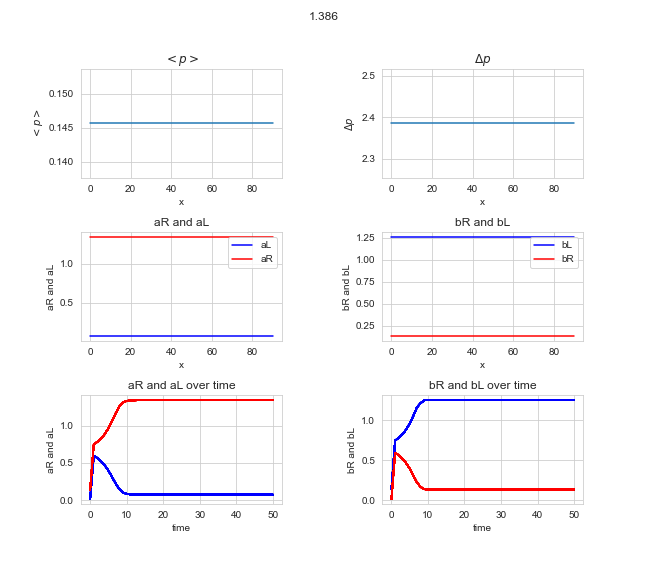 1.386
< p >
Δp
0.150
0.145
0.140
< p >
0 20 40 60 80
x
2.5
2.4
2.3
Δp
0 20 40 60 80
x
aR and aL
bR and bL
1.0
0.5
aR and aL
aL
aR
0 20 40 60 80
x
1.25
1.00
0.75
0.50
0.25
bR and bL
bL
bR
0 20 40 60 80
x
aR and aL over time
bR and bL over time
1.0
0.5
0.0
aR and aL
0 10 20 30 40 50
time
1.0
0.5
0.0
bR and bL
0 10 20 30 40 50
time